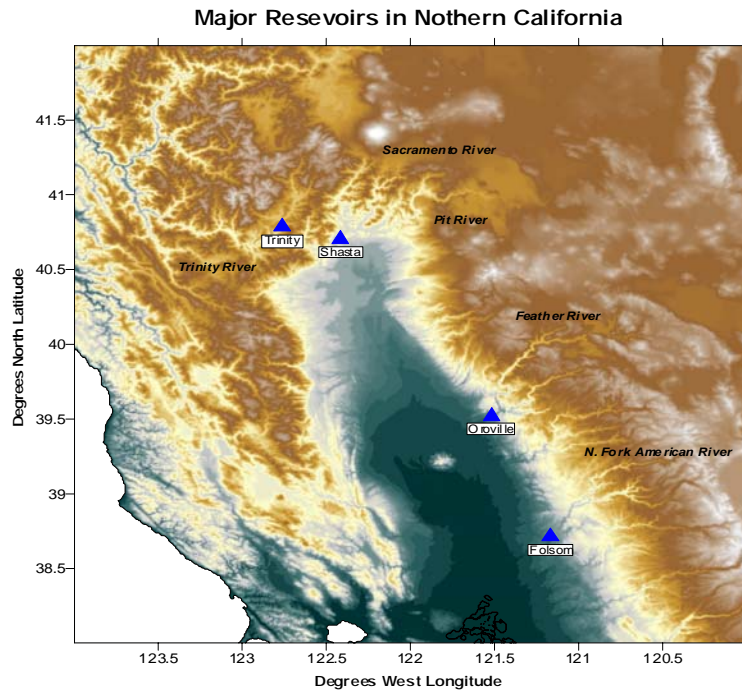 Major Resevoirs in Nothern California
41.5
Sacramento River
41
Pit River
Trinity
Shasta
Trinity River
40.5
Feather River
40
39.5
Oroville
N. Fork American River
39
Folsom
38.5
Degrees North Latitude
123.5 123 122.5 122 121.5 121 120.5
Degrees West Longitude